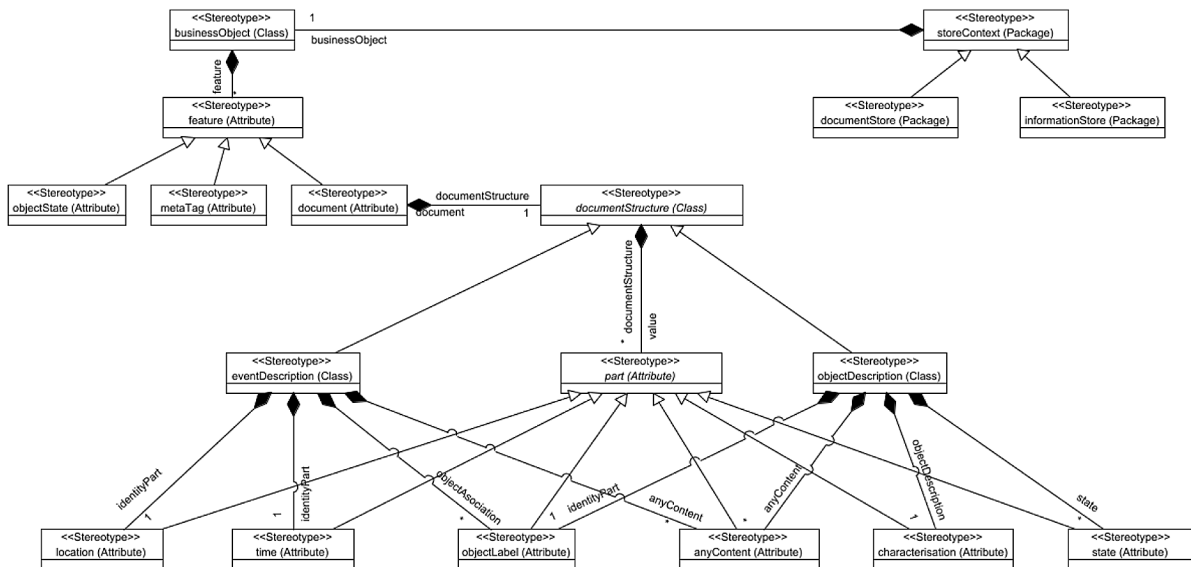 <<Stereotype>>
businessObject (Class)
1
businessObject
<<Stereotype>>
storeContext (Package)
feature
*
<<Stereotype>>
feature (Attribute)
<<Stereotype>>
documentStore (Package)
<<Stereotype>>
informationStore (Package)
<<Stereotype>>
objectState (Attribute)
<<Stereotype>>
metaTag (Attribute)
<<Stereotype>>
document (Attribute)
documentStructure
document
1
<<Stereotype>>
documentStructure (Class)
documentStructure
*
value
<<Stereotype>>
eventDescription (Class)
<<Stereotype>>
part (Attribute)
<<Stereotype>>
objectDescription (Class)
identityPart
1
1
identityPart
objectAsociation
*
1
identityPart
anyContent
*
anyContent
*
objectDescription
1
state
*
<<Stereotype>>
location (Attribute)
<<Stereotype>>
time (Attribute)
<<Stereotype>>
objectLabel (Attribute)
<<Stereotype>>
anyContent (Attribute)
<<Stereotype>>
characterisation (Attribute)
<<Stereotype>>
state (Attribute)